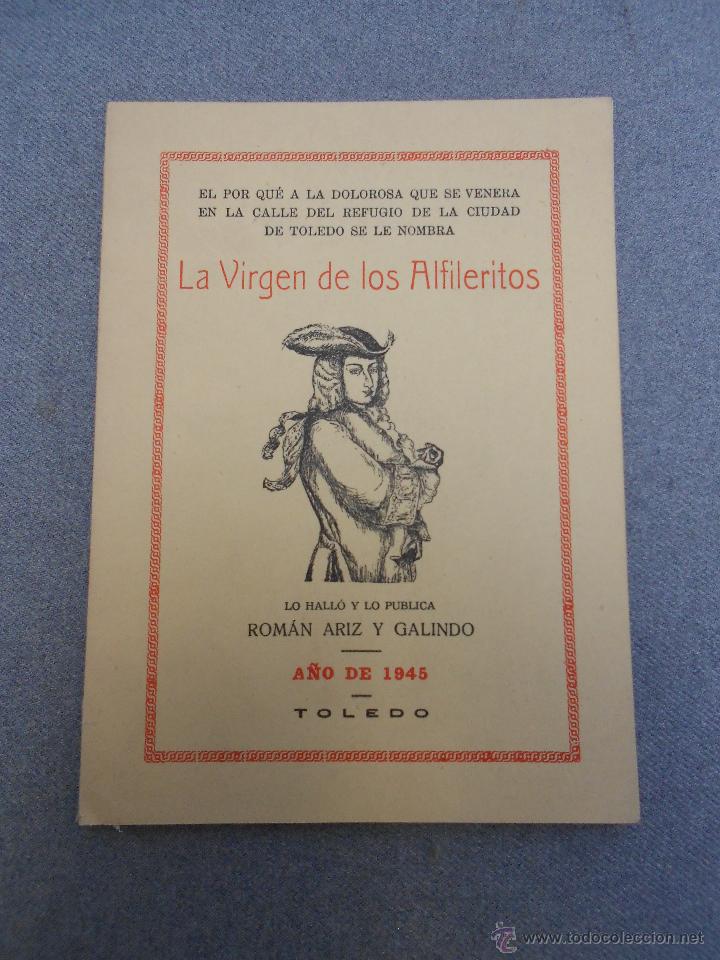 EL POR QUÉ A LA DOLOROSA QUE SE VENERA
EN LA CALLE DEL REFUGIO DE LA CIUDAD
DE TOLEDO SE LE NOMBRA
La Virgen de los Alfileritos
LO HALLÓ Y LO PUBLICA
ROMÁN ARIZ Y GALINDO
AÑO DE 1945
TOLEDO
© www.todocoleccion.net